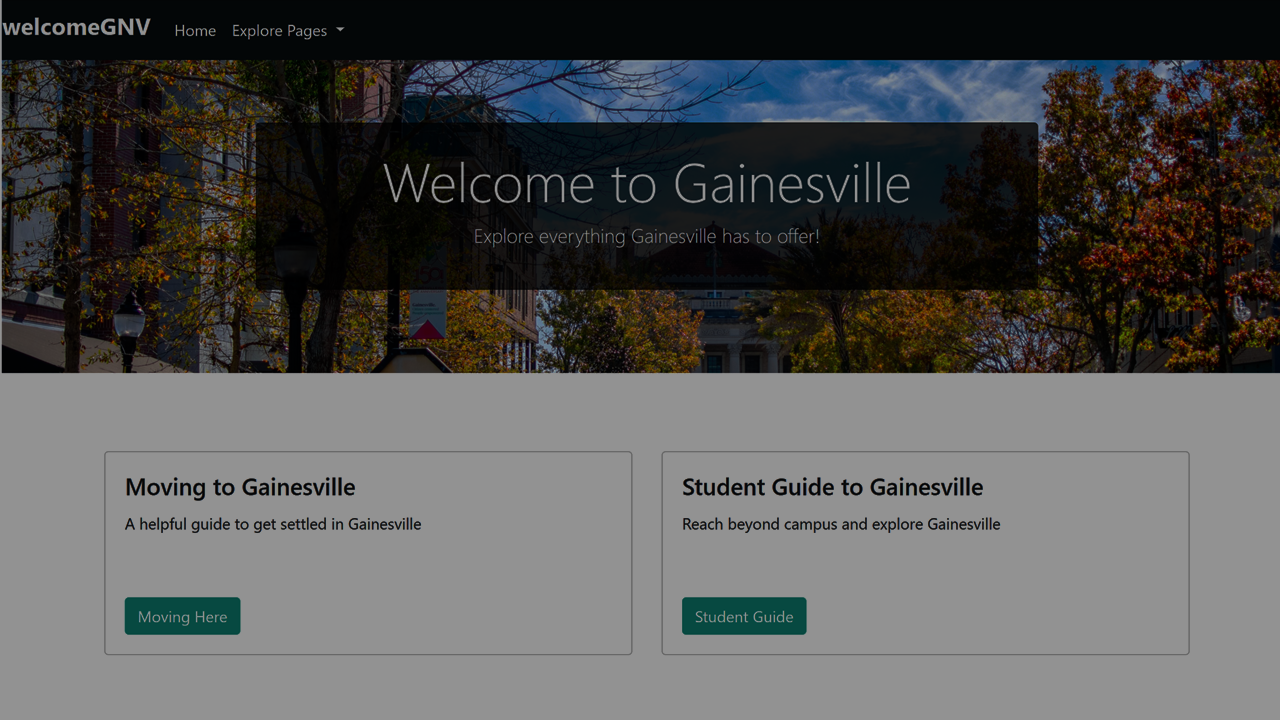 welcomeGNV
Home
Explore Pages
Welcome to Gainesville
Explore everything Gainesville has to offer!
Moving to Gainesville
A helpful guide to get settled in Gainesville
Moving Here
Student Guide to Gainesville
Reach beyond campus and explore Gainesville
Student Guide